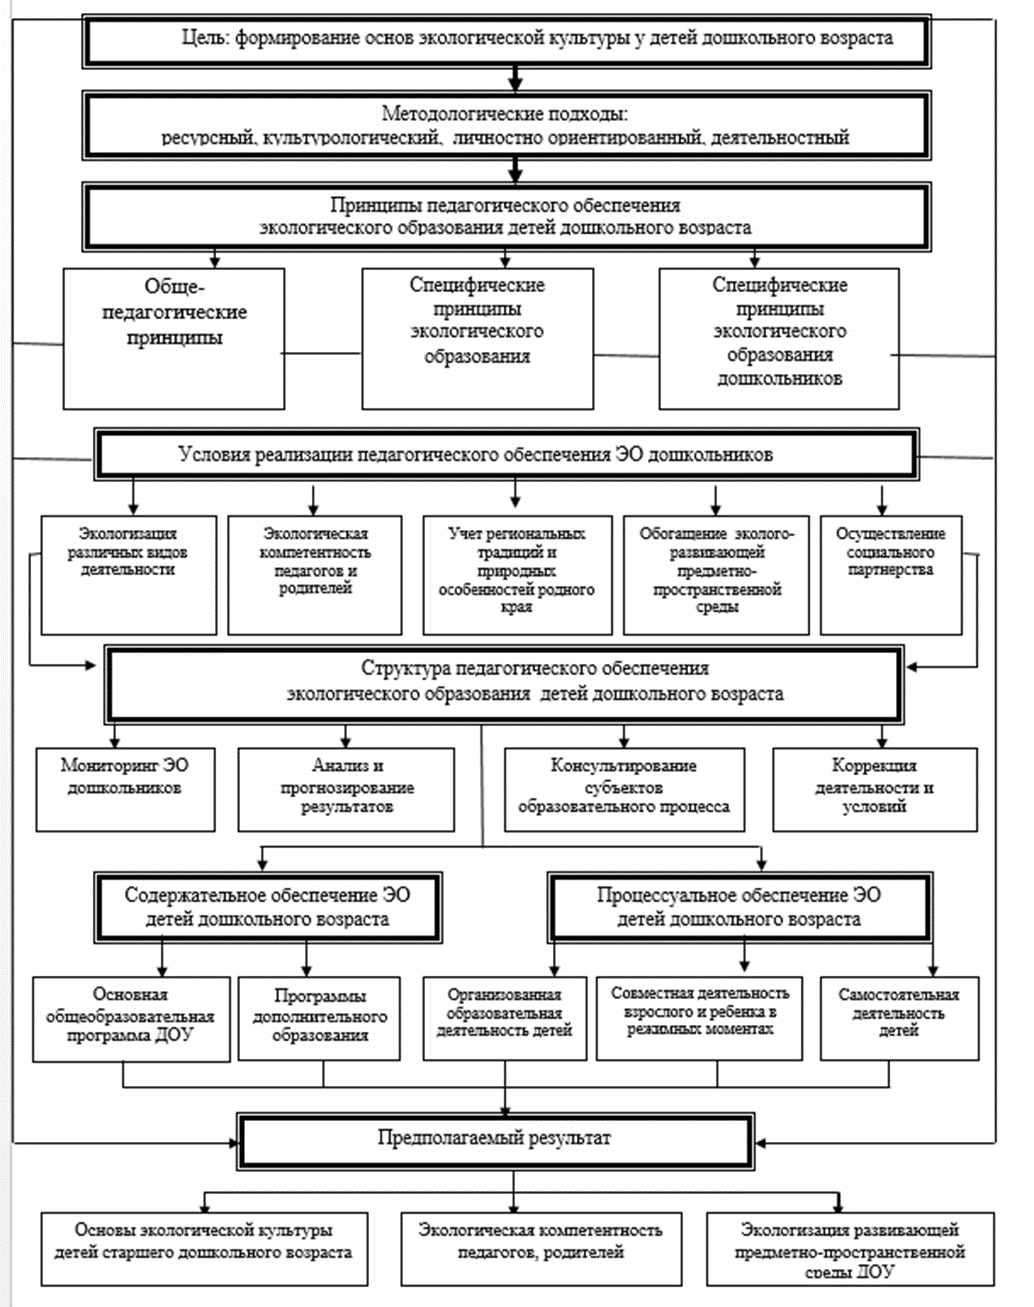 Цель: формирование основ экологической культуры у детей дошкольного возраста
Методологические подходы:
ресурсный, культурологический, личностно ориентированный, деятельностный
Принципы педагогического обеспечения
экологического образования детей дошкольного возраста
Обще-
педагогические
принципы
Специфические
принципы
экологического
образования
Специфические
принципы
экологического
образования
дошкольников
Условия реализации педагогического обеспечения ЭО дошкольников
Экологизация
различных видов
деятельности
Экологическая
компетентность
педагогов и
родителей
Учет региональных
традиций и
природных
особенностей родного
края
Обогащение эколого-
развивающей
предметно-
пространственной
среды
Осуществление
социального
партнерства
Структура педагогического обеспечения
экологического образования детей дошкольного возраста
Мониторинг ЭО
дошкольников
Анализ и
прогнозирование
результатов
Консультирование
субъектов
образовательного процесса
Коррекция
деятельности и
условий
Содержательное обеспечение ЭО
детей дошкольного возраста
Процессуальное обеспечение ЭО
детей дошкольного возраста
Основная
общеобразовательная
программа ДОУ
Программы
дополнительного
образования
Организованная
образовательная
деятельность детей
Совместная деятельность
взрослого и ребенка в
режимных моментах
Самостоятельная
деятельность
детей
Предполагаемый результат
Основы экологической культуры
детей старшего дошкольного возраста
Экологическая компетентность
педагогов, родителей
Экологизация развивающей
предметно-пространственной
среды ДОУ